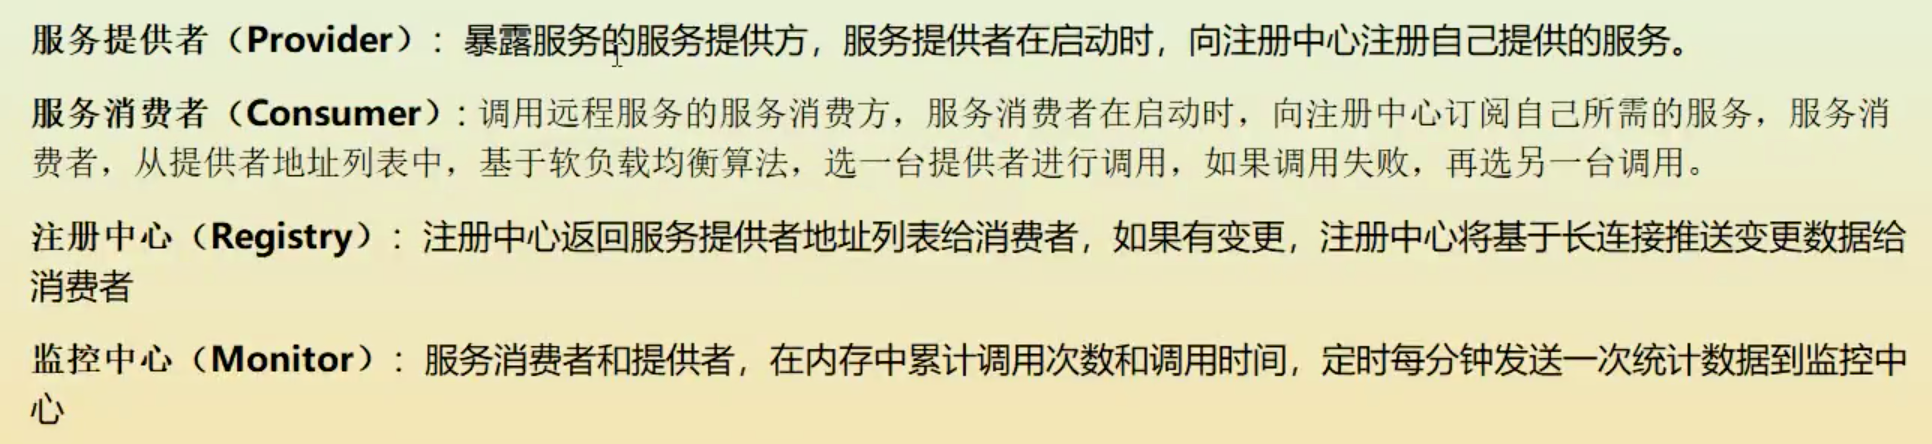 服务提供者（Provider）：暴露服务的服务提供方，服务提供者在启动时，向注册中心注册自己提供的服务。
服务消费者（Consumer）：调用远程服务的服务消费方，服务消费者在启动时，向注册中心订阅自己所需的服务，服务消
费者，从提供者地址列表中，基于软负载均衡算法，选一台提供者进行调用，如果调用失败，再选另一台调用。
注册中心（Registry）：注册中心返回服务提供者地址列表给消费者，如果有变更，注册中心将基于长连接推送变更数据给
消费者
监控中心（Monitor）：服务消费者和提供者，在内存中累计调用次数和调用时间，定时每分钟发送一次统计数据到监控中
心